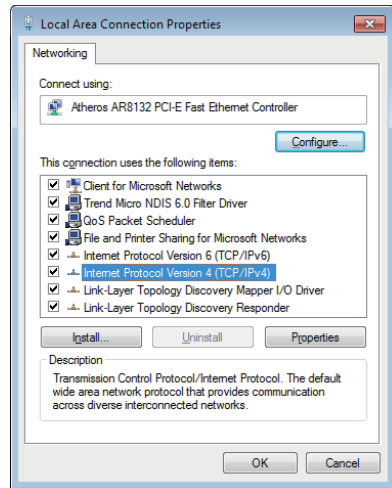 Local Area Connection Properties
Networking
Connect using:
Atheros AR8132 PCI-E Fast Ethernet Controller
Configure...
This connection uses the following items:
Client for Microsoft Networks
Trend Micro NDIS 6.0 Filter Driver
QoS Packet Scheduler
File and Printer Sharing for Microsoft Networks
Internet Protocol Version 6 (TCP/IPv6)
Internet Protocol Version 4 (TCP/IPv4)
Link-Layer Topology Discovery Mapper I/O Driver
Link-Layer Topology Discovery Responder
Install... Uninstall Properties
Description
Transmission Control Protocol/Internet Protocol. The default
wide area network protocol that provides communication
across diverse interconnected networks.
OK Cancel